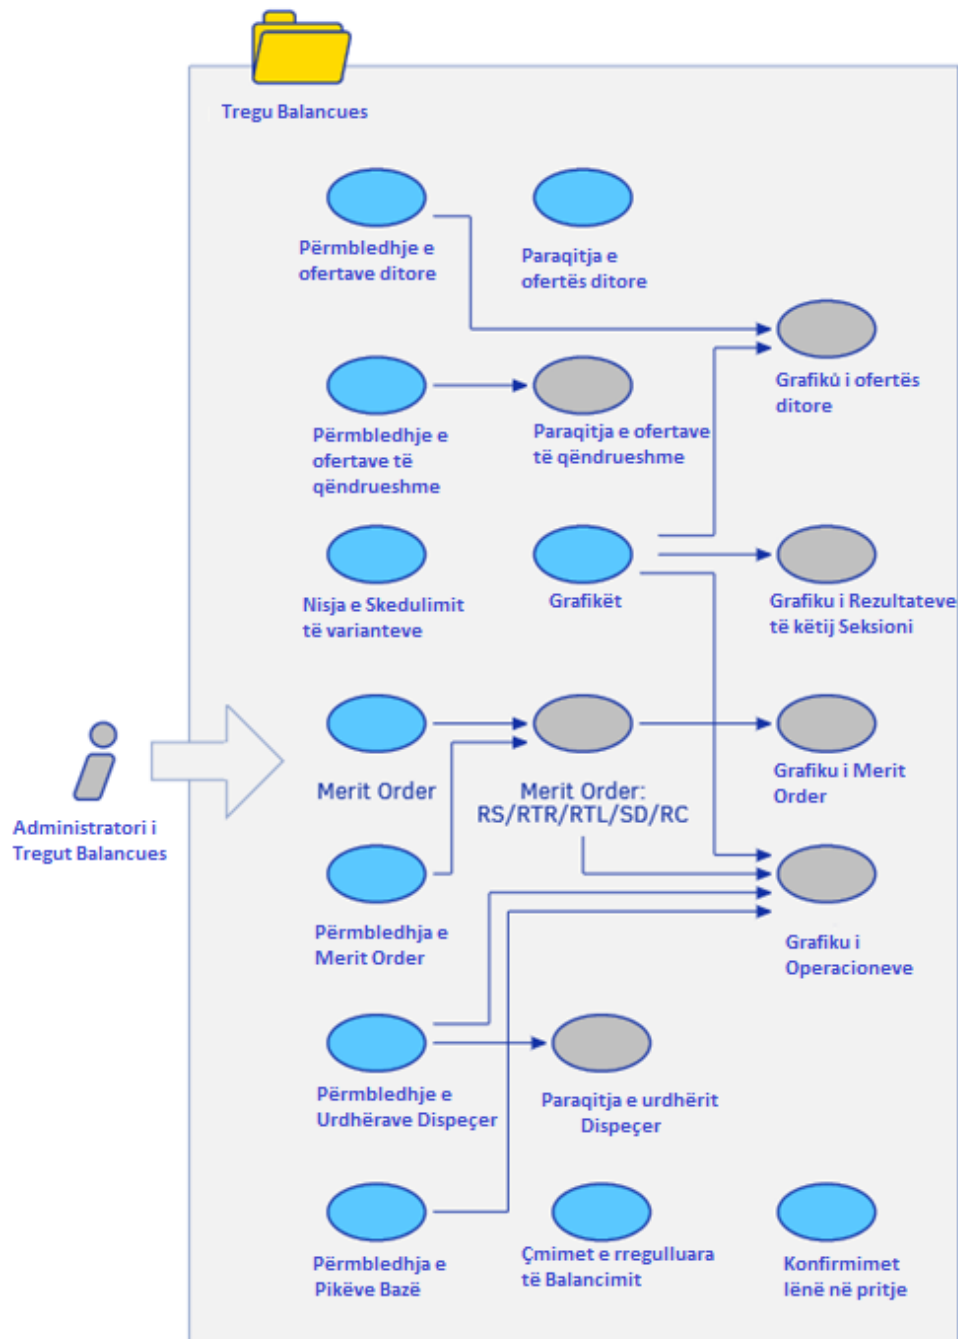 Tregu Balancues
Përmbledhje e
ofertave ditore
Paraqitja e
ofertës ditore
Grafikù i ofertës
ditore
Përmbledhje e
ofertave të
qëndrueshme
Paraqitja e ofertave
të qëndrueshme
Nisja e Skedulimit
të varianteve
Grafikët
Grafiku i Rezultateve
të këtij Seksioni
Merit Order
Merit Order:
RS/RTR/RTL/SD/RC
Grafiku i Merit
Order
Administratori i
Tregut Balancues
Përmbledhja e
Merit Order
Grafiku i
Operacioneve
Përmbledhje e
Urdhërave Dispeçer
Paraqitja e urdhërit
Dispeçer
Përmbledhja e
Pikëve Bazë
Çmimet e rregulluara
të Balancimit
Konfirmimet
lënë në pritje